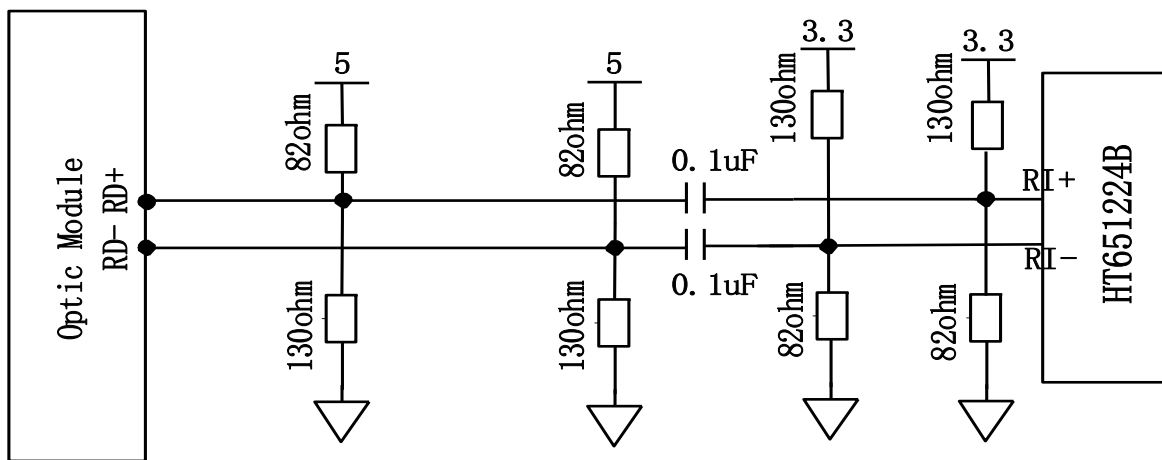 Optic Module
RD+
RD-
5
82ohm
130ohm
5
82ohm
130ohm
0.1uF
0.1uF
3.3
130ohm
82ohm
3.3
130ohm
82ohm
RI+
RI-
HT651224B